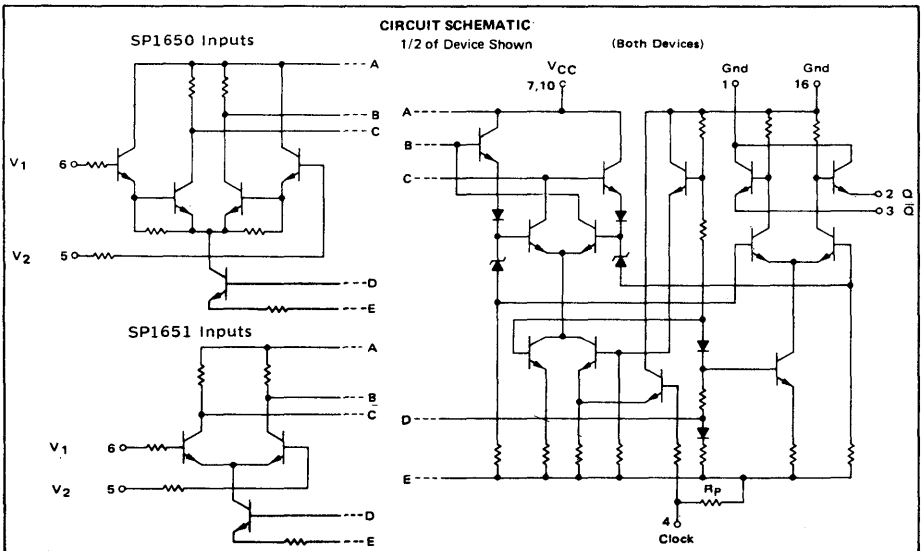 CIRCUIT SCHEMATIC
1/2 of Device Shown (Both Devices)
SP1650 Inputs
A
B
C
V1
6
V2
5
D
E
SP1651 Inputs
A
B
C
V1
6
V2
5
D
E
VCC
7,10
Gnd
1
Gnd
16
A
B
C
2 Q
3 Q̅
D
E
RP
4
Clock